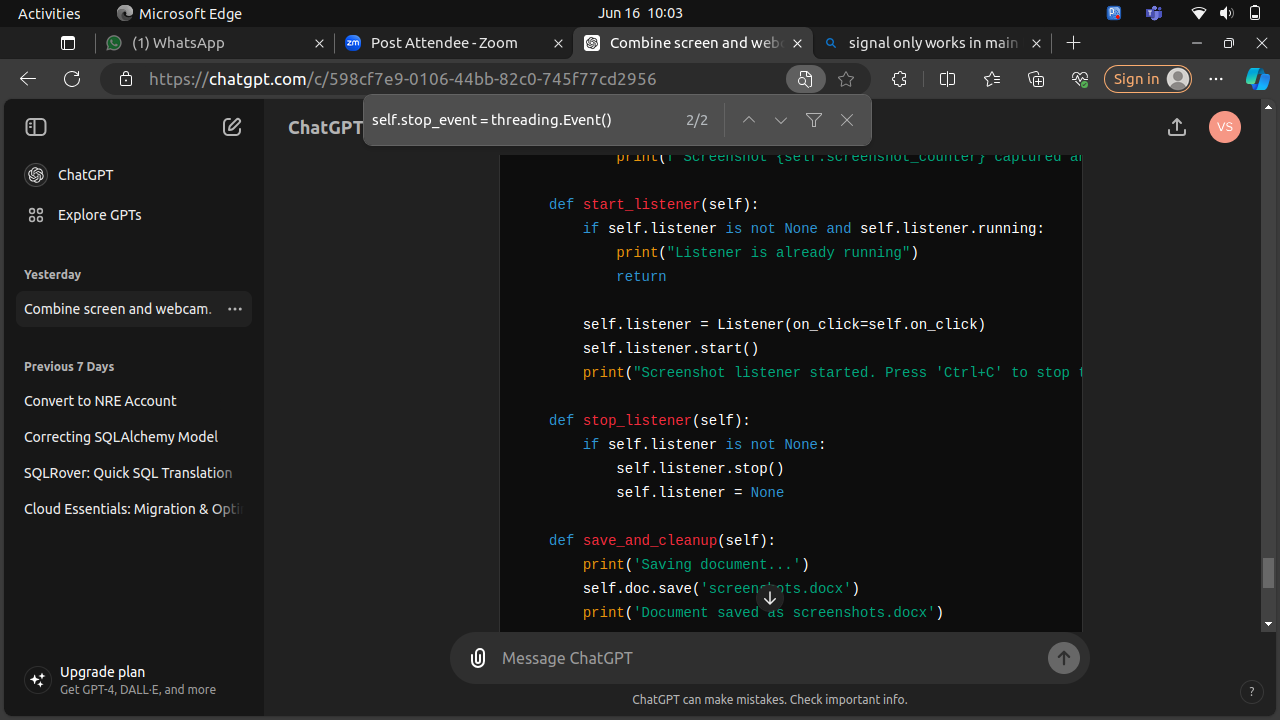 Activities
Microsoft Edge
Jun 16 10:03
(1) WhatsApp
Post Attendee - Zoom
Combine screen and webc
signal only works in main
https://chatgpt.com/c/598cf7e9-0106-44bb-82c0-745f77cd2956
Sign in
self.stop_event = threading.Event()
2/2
ChatGPT
VS
ChatGPT
Explore GPTs
Yesterday
Combine screen and webcam.
Previous 7 Days
Convert to NRE Account
Correcting SQLAlchemy Model
SQLRover: Quick SQL Translation
Cloud Essentials: Migration & Opti
Upgrade plan
Get GPT-4, DALL·E, and more
print(f"Screenshot {self.screenshot_counter} captured a
def start_listener(self):
if self.listener is not None and self.listener.running:
print("Listener is already running")
return
self.listener = Listener(on_click=self.on_click)
self.listener.start()
print("Screenshot listener started. Press 'Ctrl+C' to stop t
def stop_listener(self):
if self.listener is not None:
self.listener.stop()
self.listener = None
def save_and_cleanup(self):
print('Saving document...')
self.doc.save('screenshots.docx')
print('Document saved as screenshots.docx')
Message ChatGPT
ChatGPT can make mistakes. Check important info.
?